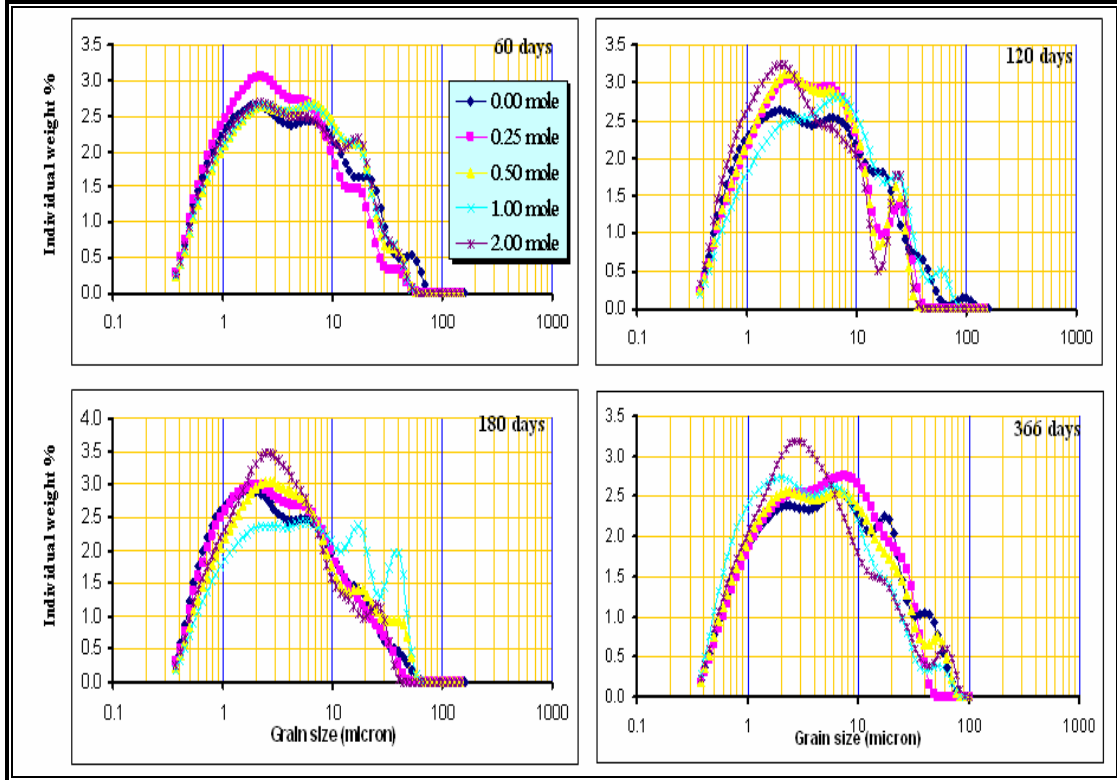 60 days
3.5
3.0
2.5
2.0
1.5
1.0
0.5
0.0
Individual weight %
0.1 1 10 100 1000
0.00 mole
0.25 mole
0.50 mole
1.00 mole
2.00 mole
120 days
3.5
3.0
2.5
2.0
1.5
1.0
0.5
0.0
0.1 1 10 100 1000
180 days
4.0
3.5
3.0
2.5
2.0
1.5
1.0
0.5
0.0
Individual weight %
0.1 1 10 100 1000
Grain size (micron)
366 days
3.5
3.0
2.5
2.0
1.5
1.0
0.5
0.0
0.1 1 10 100 1000
Grain size (micron)